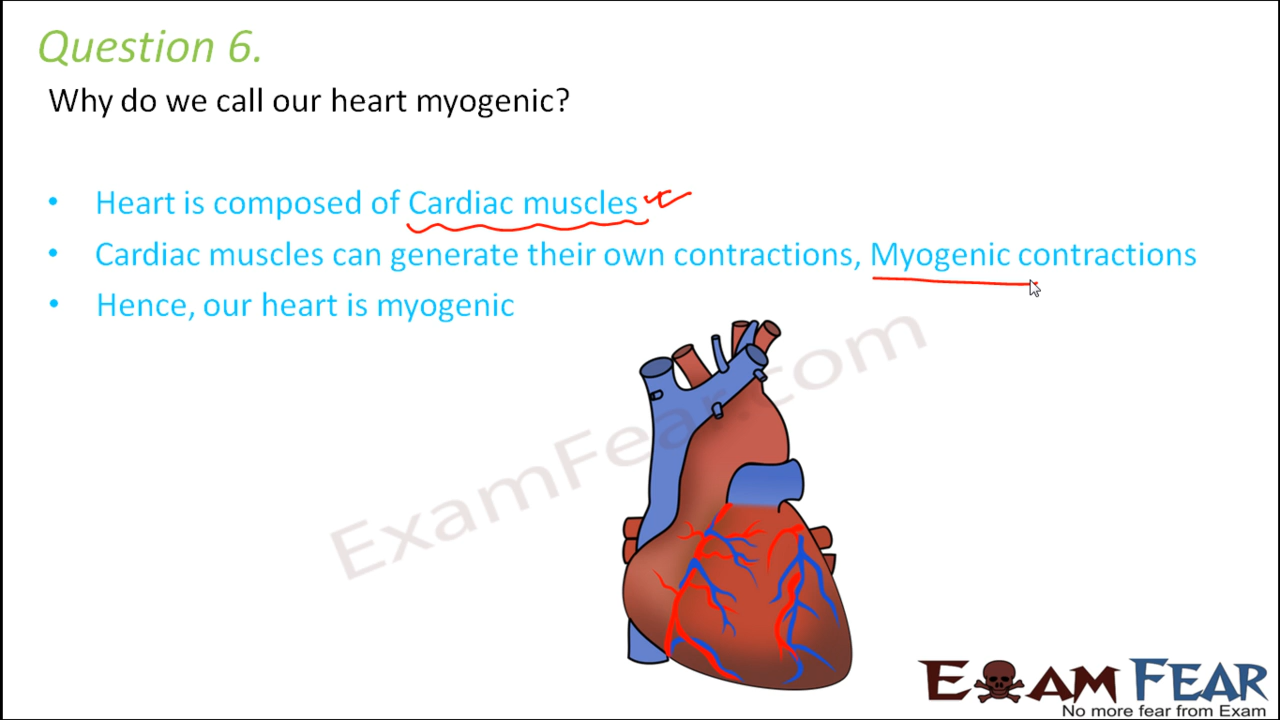 Question 6.
Why do we call our heart myogenic?
• Heart is composed of Cardiac muscles
• Cardiac muscles can generate their own contractions, Myogenic contractions
• Hence, our heart is myogenic
ExamFear.com
EXAM FEAR
No more fear from Exam